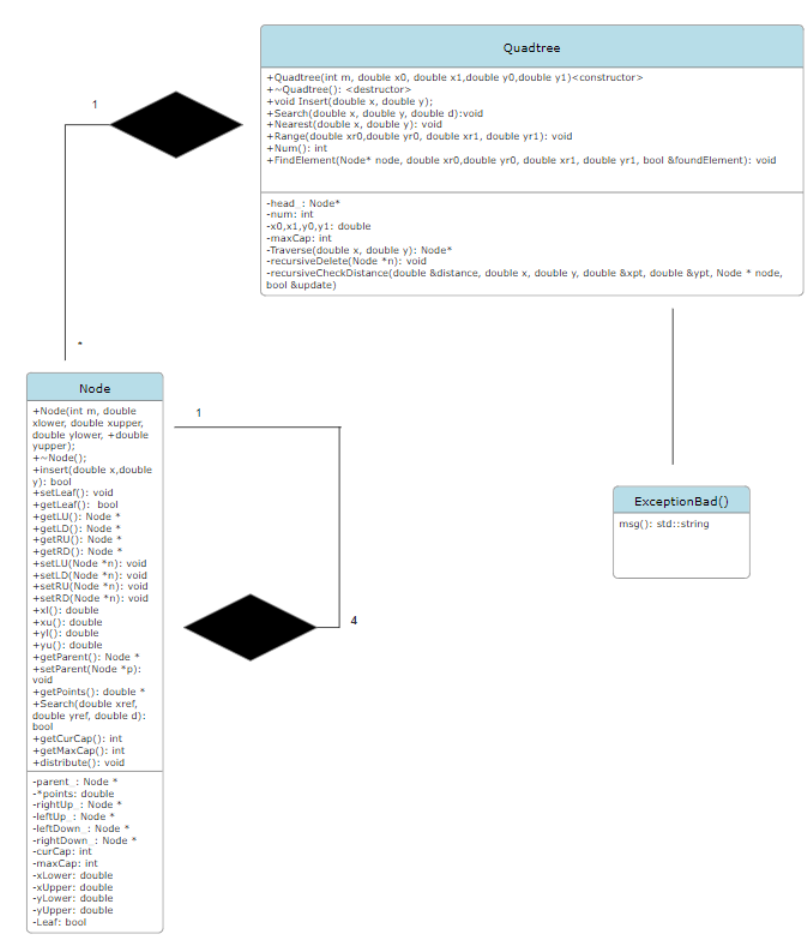 Quadtree
+Quadtree(int m, double x0, double x1,double y0,double y1)<constructor>
+~Quadtree(): <destructor>
+void Insert(double x, double y);
+Search(double x, double y, double d):void
+Nearest(double x, double y): void
+Range(double xr0,double yr0, double xr1, double yr1): void
+Num(): int
+FindElement(Node* node, double xr0,double yr0, double xr1, double yr1, bool &foundElement): void
-head_: Node*
-num: int
-x0,x1,y0,y1: double
-maxCap: int
-Traverse(double x, double y): Node*
-recursiveDelete(Node *n): void
-recursiveCheckDistance(double &distance, double x, double y, double &xpt, double &ypt, Node * node,
bool &update)
1
*
Node
+Node(int m, double
xlower, double xupper,
double ylower, +double
yupper);
+~Node();
+insert(double x,double
y): bool
+setLeaf(): void
+getLeaf():  bool
+getLU(): Node *
+getLD(): Node *
+getRU(): Node *
+getRD(): Node *
+setLU(Node *n): void
+setLD(Node *n): void
+setRU(Node *n): void
+setRD(Node *n): void
+xl(): double
+xu(): double
+yl(): double
+yu(): double
+getParent(): Node *
+setParent(Node *p):
void
+getPoints(): double *
+Search(double xref,
double yref, double d):
bool
+getCurCap(): int
+getMaxCap(): int
+distribute(): void
-parent_: Node *
-*points: double
-rightUp_: Node *
-leftUp_: Node *
-leftDown_: Node *
-rightDown_: Node *
-curCap: int
-maxCap: int
-xLower: double
-xUpper: double
-yLower: double
-yUpper: double
-Leaf: bool
1
4
ExceptionBad()
msg(): std::string